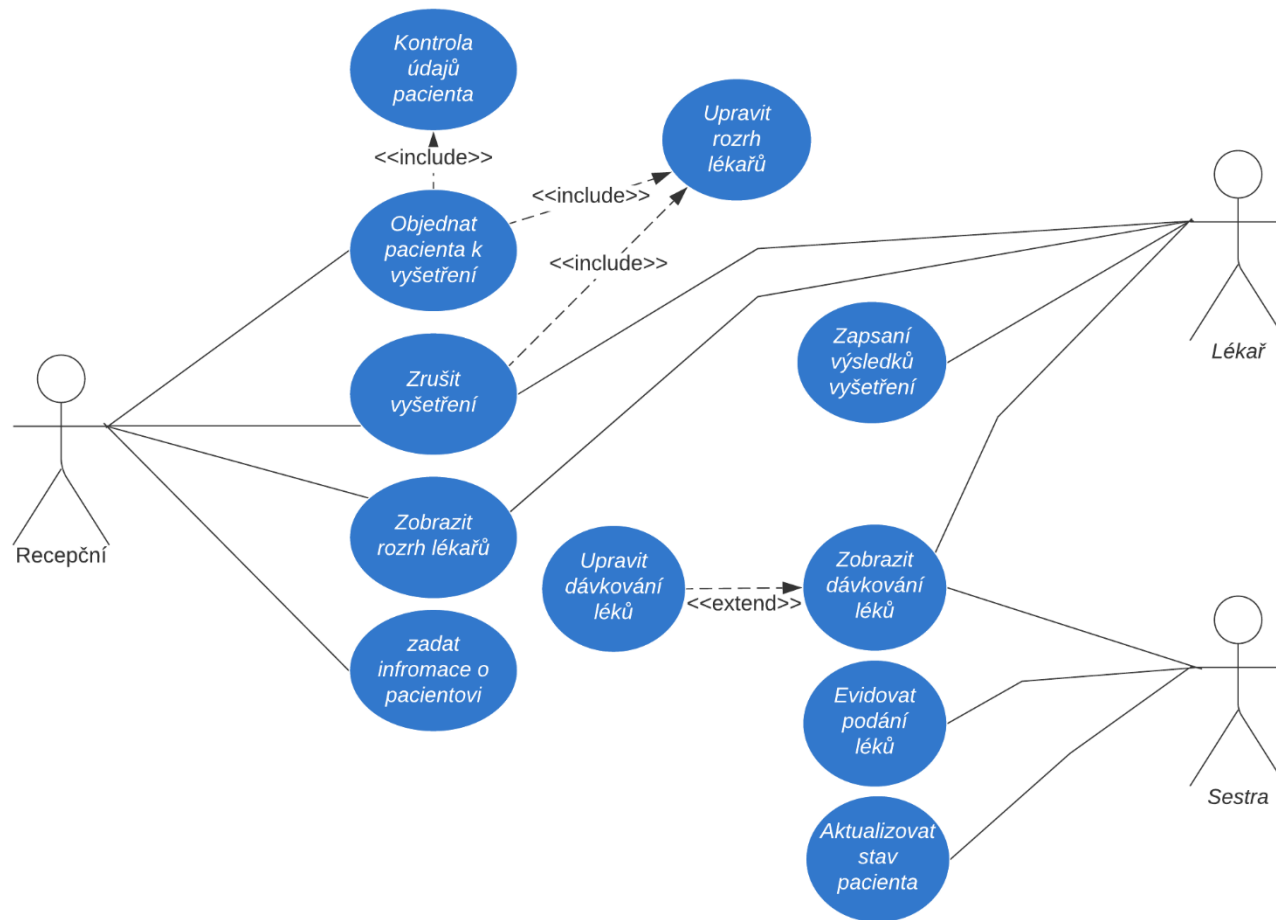 Kontrola
údajů
pacienta
<<include>>
Upravit
rozrh
lékařů
<<include>>
Objednat
pacienta k
vyšetření
<<include>>
Lékař
Zapsaní
výsledků
vyšetření
Zrušit
vyšetření
Recepční
Zobrazit
rozrh lékařů
Upravit
dávkování
léků
<<extend>>
Zobrazit
dávkování
léků
zadat
infromace o
pacientovi
Evidovat
podání
léků
Sestra
Aktualizovat
stav
pacienta